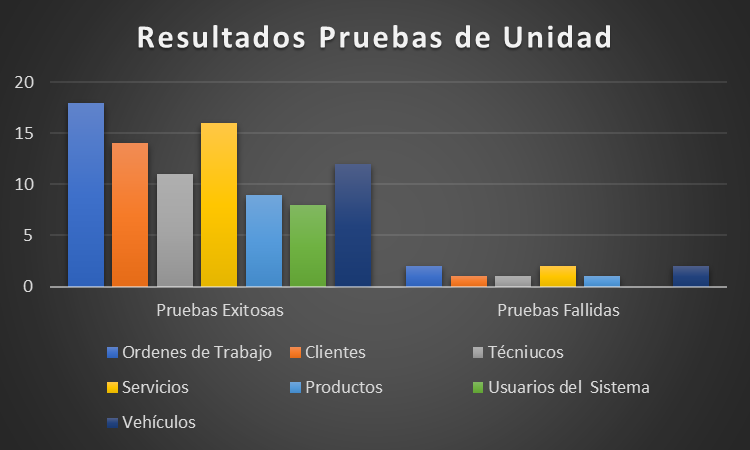 Resultados Pruebas de Unidad
20
15
10
5
0
Pruebas Exitosas Pruebas Fallidas
Ordenes de Trabajo Clientes Técniucos
Servicios Productos Usuarios del Sistema
Vehículos